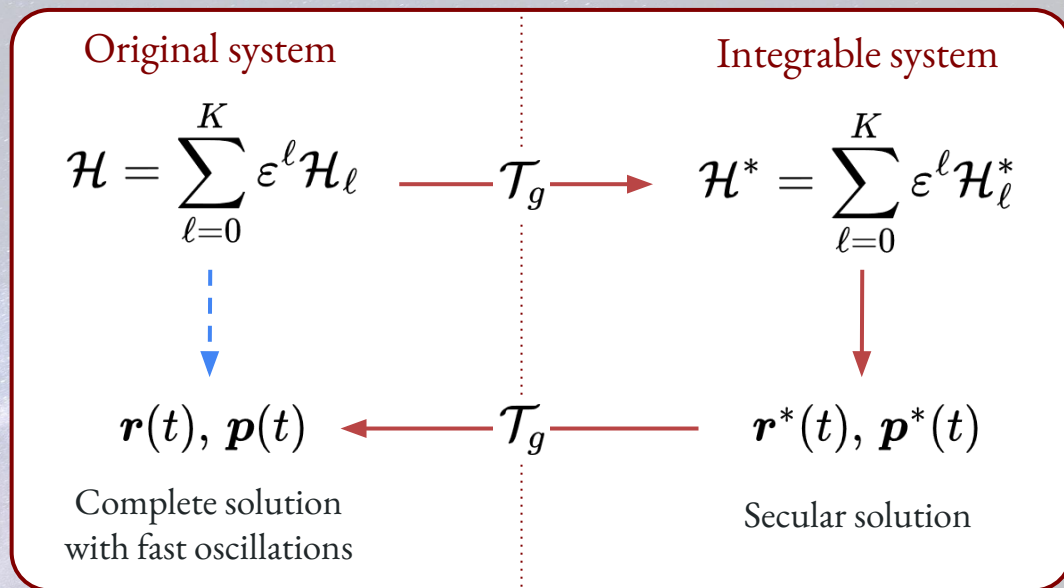 Original system
Integrable system
𝓗 = ∑_{ℓ=0}^{K} ε^ℓ 𝓗_ℓ
𝒯_g
𝓗* = ∑_{ℓ=0}^{K} ε^ℓ 𝓗*_ℓ
𝒓(t), 𝒑(t)
𝒯_g
𝒓*(t), 𝒑*(t)
Complete solution
with fast oscillations
Secular solution